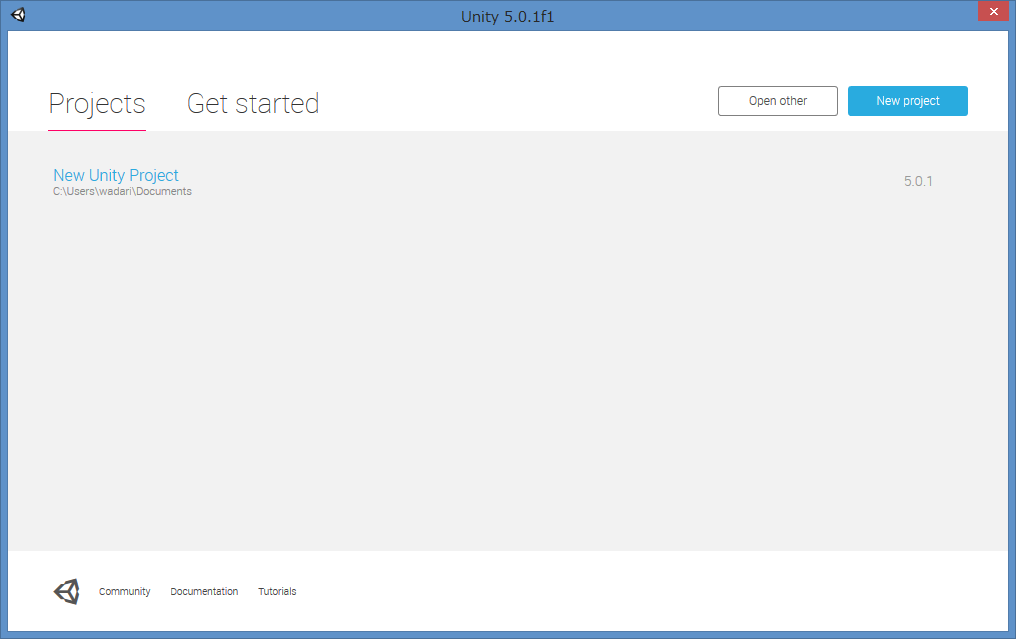 Unity 5.0.1f1
Projects Get started Open other New project
New Unity Project
C:\Users\wadari\Documents
5.0.1
Community Documentation Tutorials